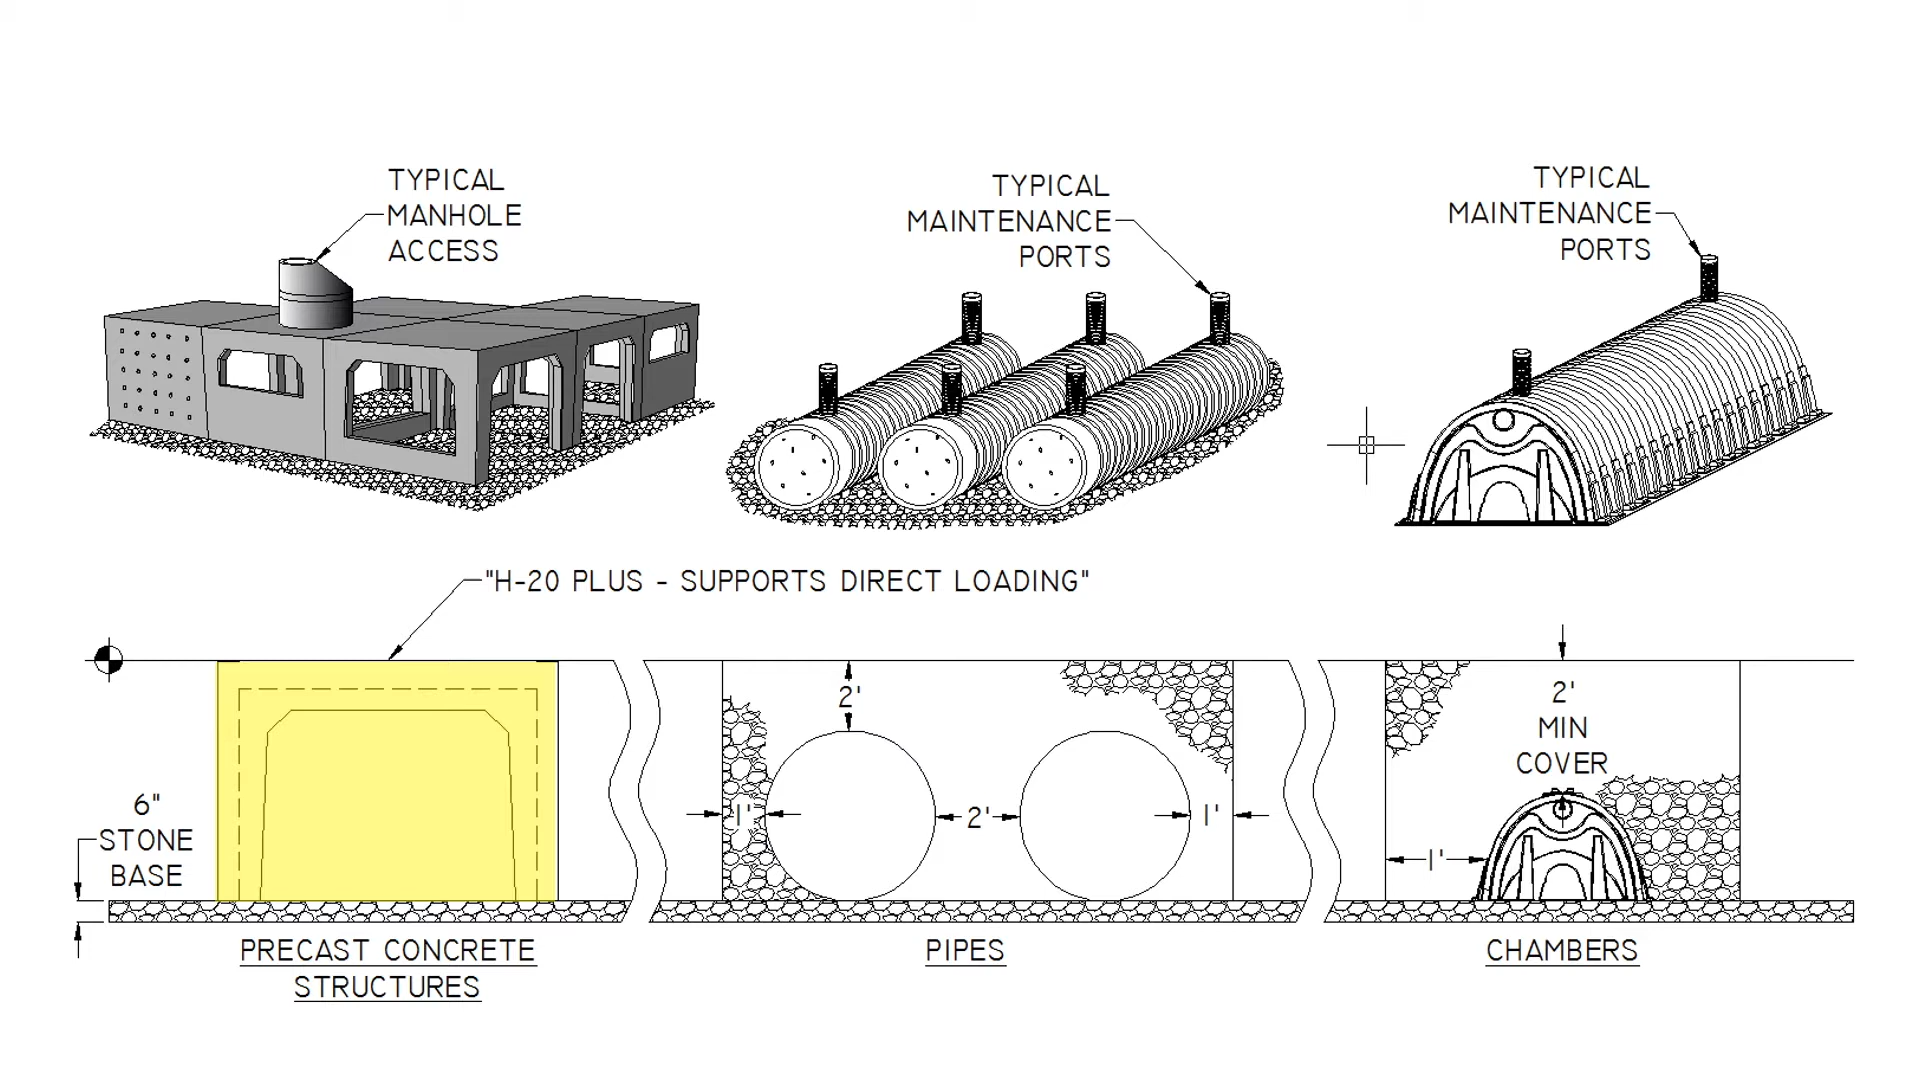 TYPICAL
MANHOLE
ACCESS
TYPICAL
MAINTENANCE
PORTS
TYPICAL
MAINTENANCE
PORTS
"H-20 PLUS - SUPPORTS DIRECT LOADING"
2'
2'
MIN
COVER
6"
STONE
BASE
1'
2'
1'
1'
PRECAST CONCRETE
STRUCTURES
PIPES
CHAMBERS